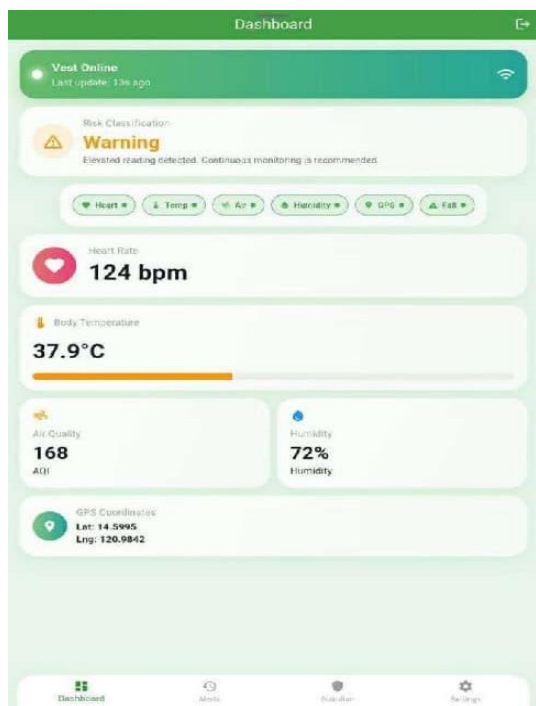 Dashboard
Vest Online
Last update: 13s ago
Risk Classification
Warning
Elevated reading detected. Continuous monitoring is recommended.
Heart
Temp
Air
Humidity
GPS
Fall
Heart Rate
124 bpm
Body Temperature
37.9°C
Air Quality
168
AQI
Humidity
72%
Humidity
GPS Coordinates
Lat: 14.5995
Lng: 120.9842
Dashboard
Alerts
Guardian
Settings